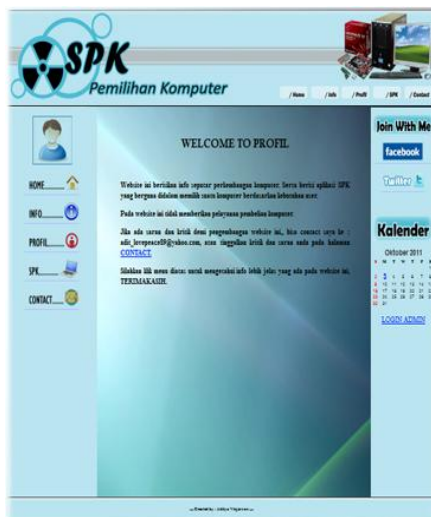 SPK
Pemilihan Komputer
/ Home / Info / Profil / SPK / Contact
HOME
INFO
PROFIL
SPK
CONTACT
WELCOME TO PROFIL
Website ini berisikan info seputar perkembangan komputer. Serta berisi aplikasi SPK
yang berguna didalam memilih suatu komputer berdasarkan kebutuhan user.
Pada website ini tidak memberikan pelayanan pembelian komputer.
Jika ada saran dan kritik demi pengembangan website ini, bisa contact saya ke :
adit_lovepeace09@yahoo.com, atau tinggalkan kritik dan saran anda pada halaman
CONTACT.
Silahkan klik menu diatas untuk mengetahui info lebih jelas yang ada pada website ini,
TERIMAKASIH.
Join With Me
facebook
Twitter
Kalender
Oktober 2011
S M T W T F
LOGIN ADMIN